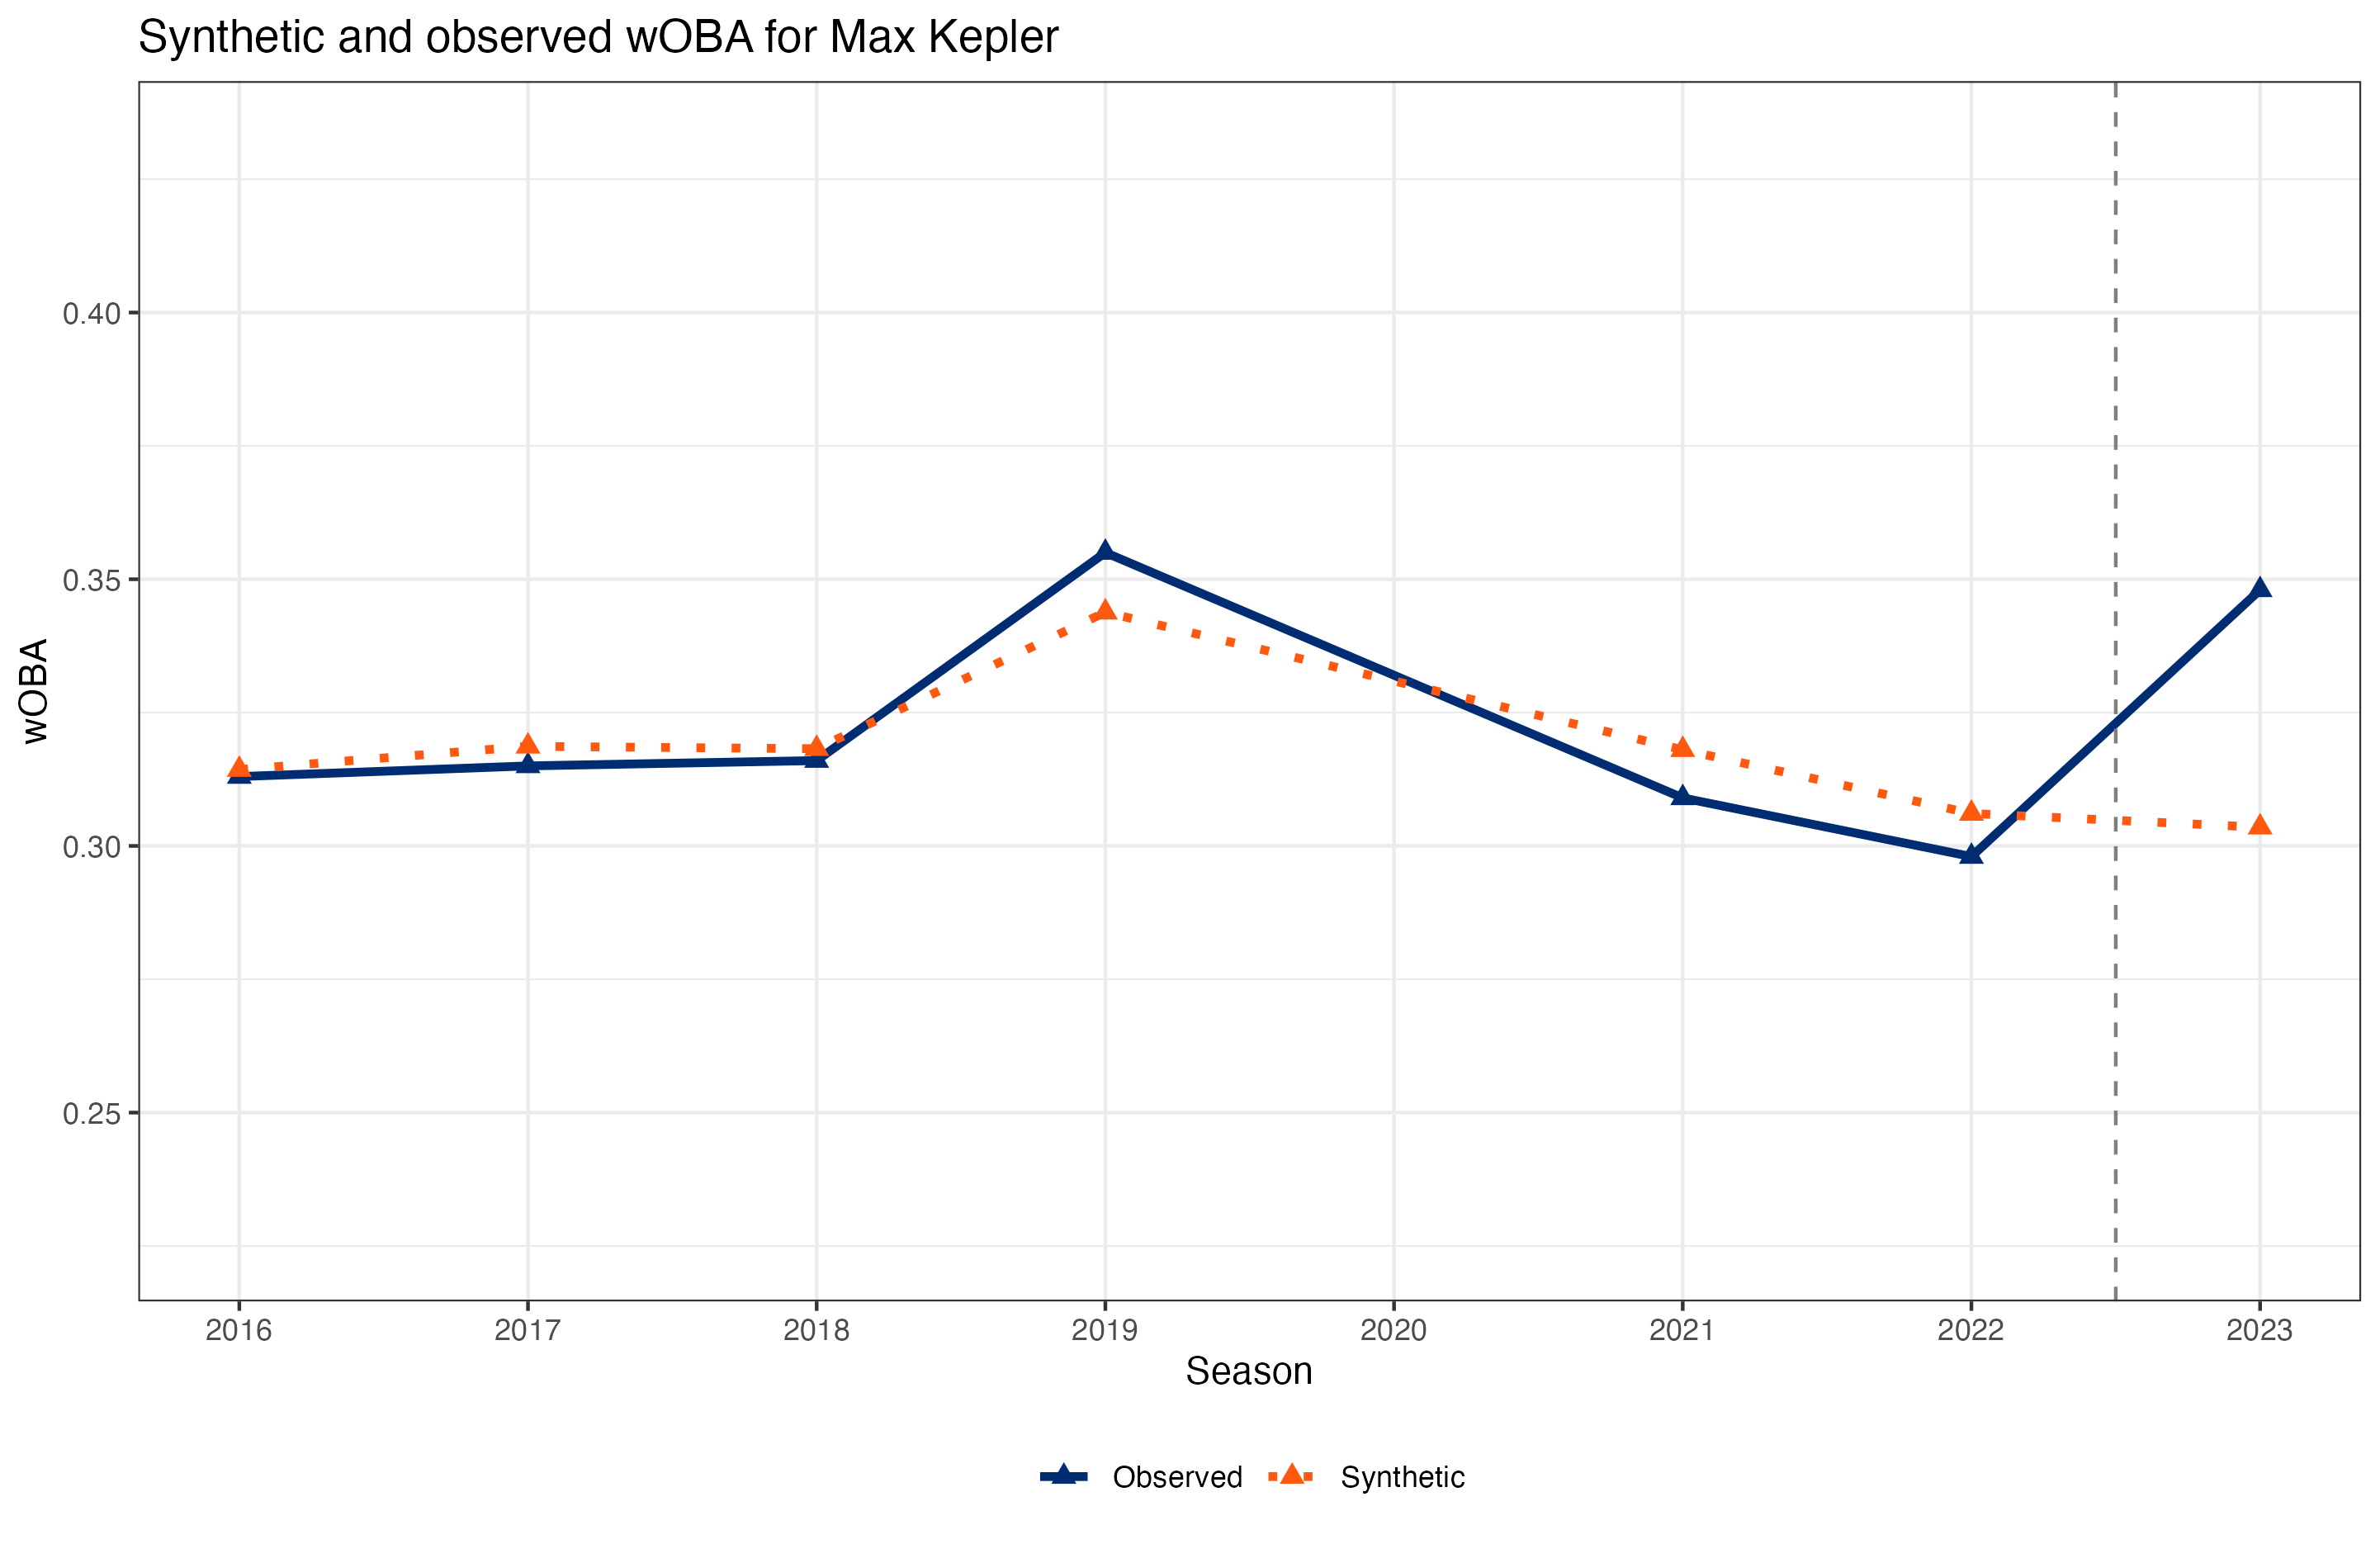 Synthetic and observed wOBA for Max Kepler
wOBA
0.40
0.35
0.30
0.25
2016 2017 2018 2019 2020 2021 2022 2023
Season
Observed Synthetic